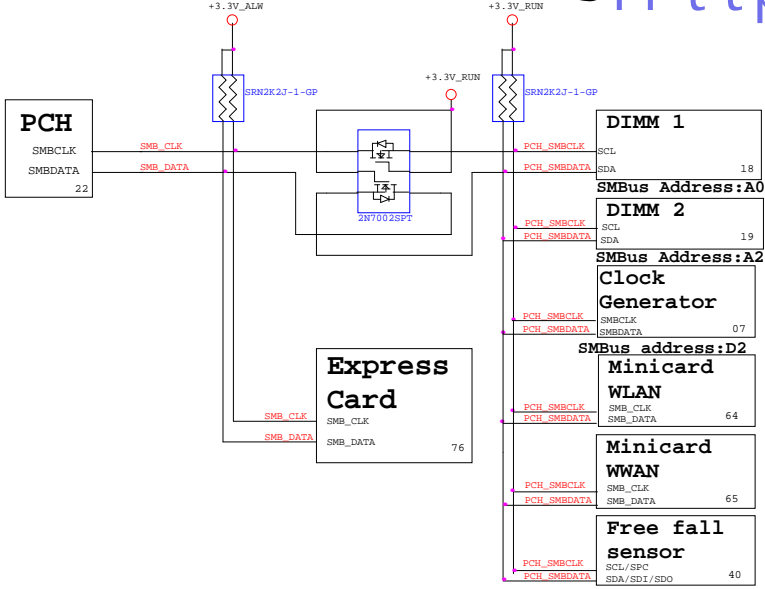 +3.3V_ALW
+3.3V_RUN
SRN2K2J-1-GP
+3.3V_RUN
SRN2K2J-1-GP
PCH
SMBCLK
SMBDATA
22
SMB_CLK
SMB_DATA
2N7002SPT
PCH_SMBCLK
PCH_SMBDATA
DIMM 1
SCL
SDA
18
SMBus Address:A0
PCH_SMBCLK
PCH_SMBDATA
DIMM 2
SCL
SDA
19
SMBus Address:A2
Clock
Generator
PCH_SMBCLK
PCH_SMBDATA
SMBCLK
SMBDATA
07
SMBus address:D2
Express
Card
SMB_CLK
SMB_DATA
SMB_CLK
SMB_DATA
76
Minicard
WLAN
PCH_SMBCLK
PCH_SMBDATA
SMB_CLK
SMB_DATA
64
Minicard
WWAN
PCH_SMBCLK
PCH_SMBDATA
SMB_CLK
SMB_DATA
65
Free fall
sensor
PCH_SMBCLK
PCH_SMBDATA
SCL/SPC
SDA/SDI/SDO
40